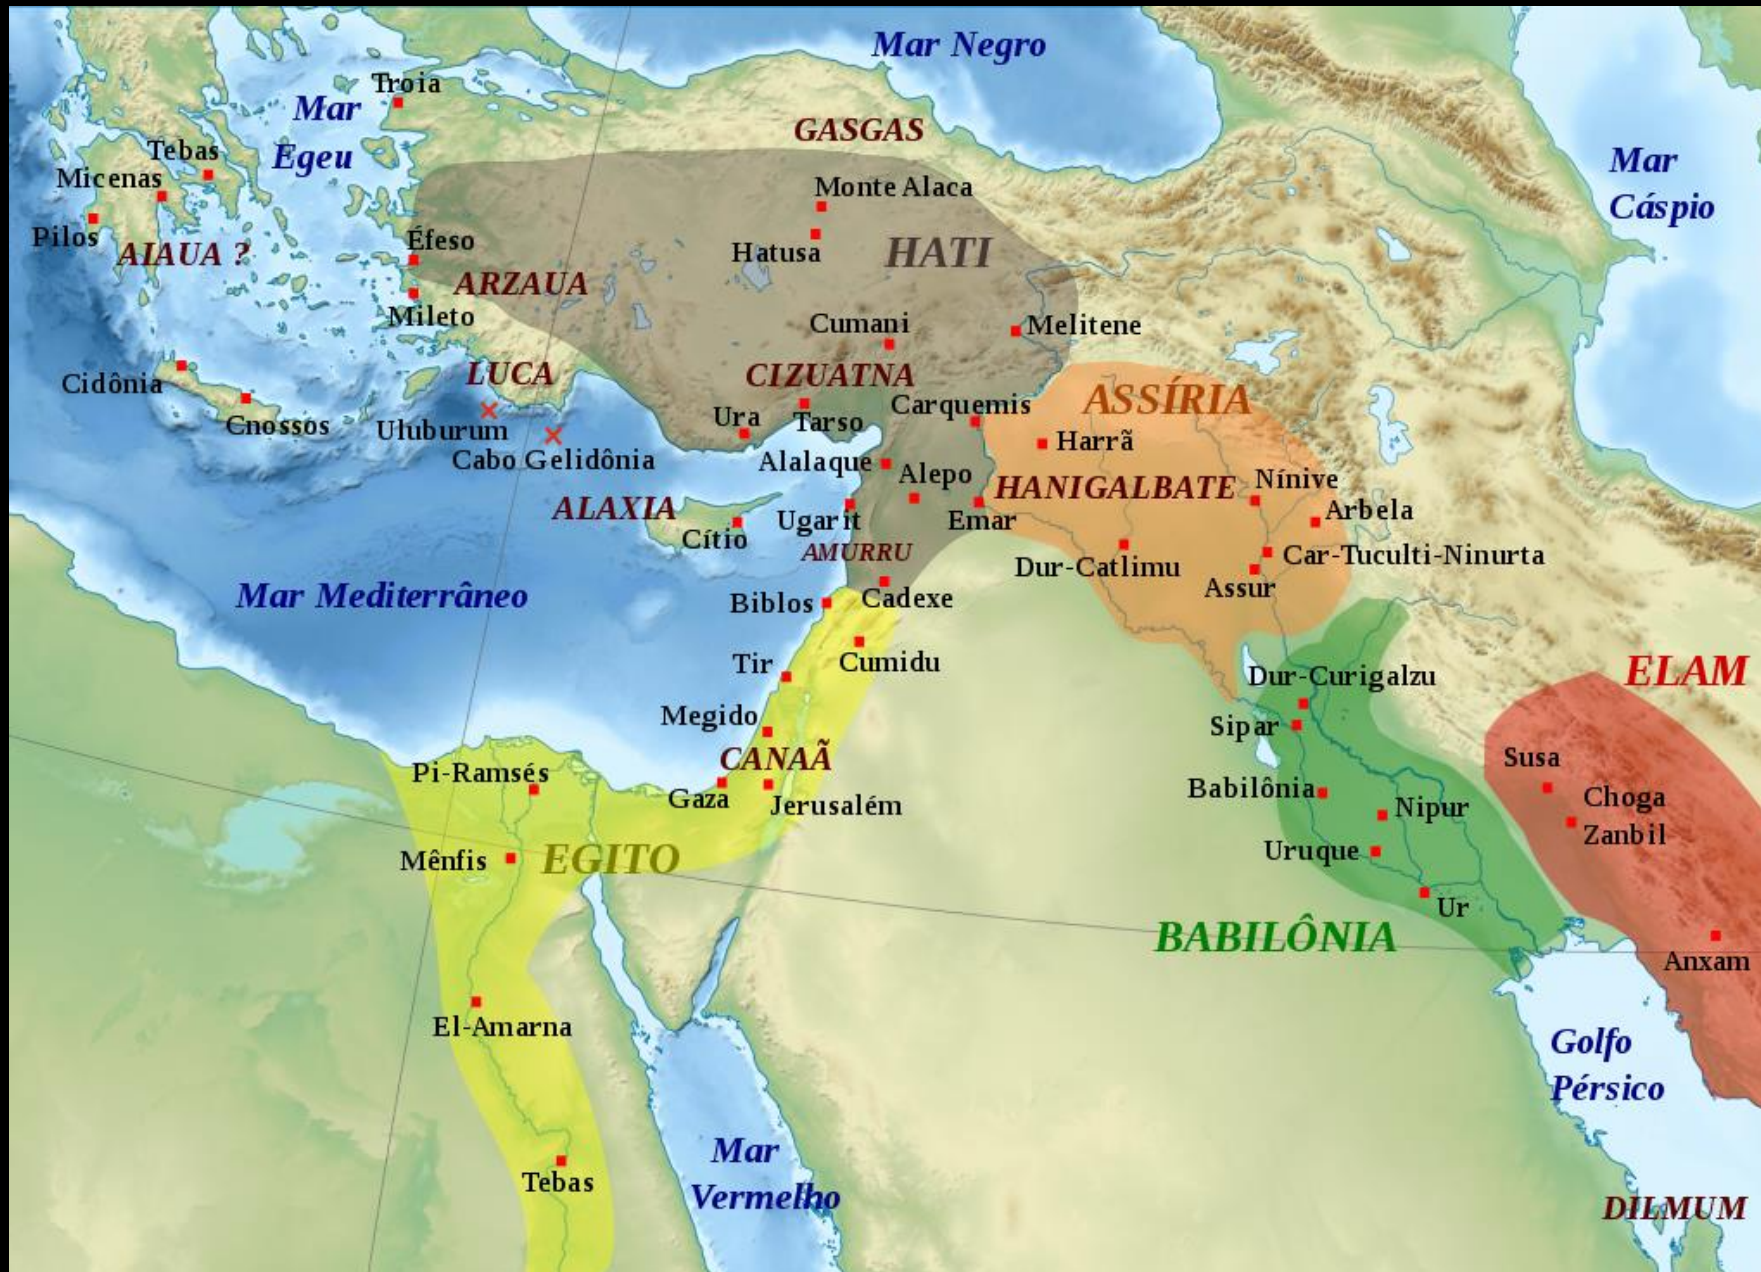 Mar Negro
Troia
Mar
Egeu
GASGAS
Tebas
Micenas
Mar
Cáspio
Monte Alaca
Pilos
AIAUA ?
Éfeso
Hatusa
HATI
ARZAUA
Mileto
Cumani
Melitene
Cidônia
LUCA
CIZUATNA
ASSÍRIA
Cnossos
Uluburum
Ura
Tarso
Carquemis
Cabo Gelidônia
Alalaque
Harrã
Alepo
HANIGALBATE
Nínive
ALAXIA
Cítio
Ugarit
Emar
Arbela
AMURRU
Dur-Catlimu
Car-Tuculti-Ninurta
Assur
Mar Mediterrâneo
Biblos
Cadexe
Tir
Cumidu
Dur-Curigalzu
ELAM
Megido
Sipar
CANAÃ
Susa
Pi-Ramsés
Gaza
Jerusalém
Babilônia
Nipur
Choga
Zanbil
Mênfis
EGITO
Uruque
Ur
BABILÔNIA
Anxam
El-Amarna
Golfo
Pérsico
Mar
Vermelho
Tebas
DILMUM